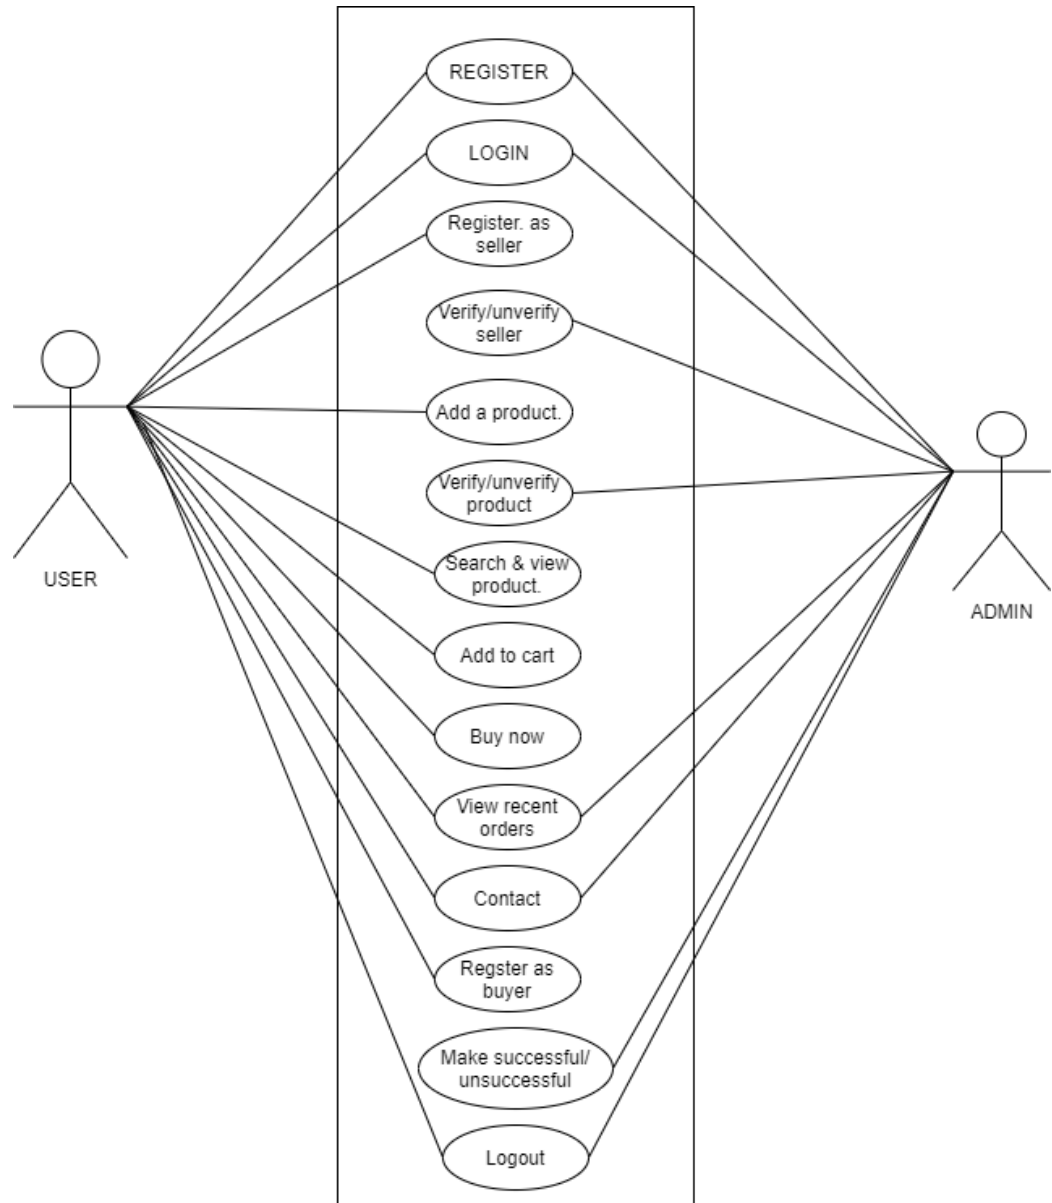 REGISTER
LOGIN
Register. as
seller
Verify/unverify
seller
Add a product.
Verify/unverify
product
Search & view
product.
USER
ADMIN
Add to cart
Buy now
View recent
orders
Contact
Regster as
buyer
Make successful/
unsuccessful
Logout